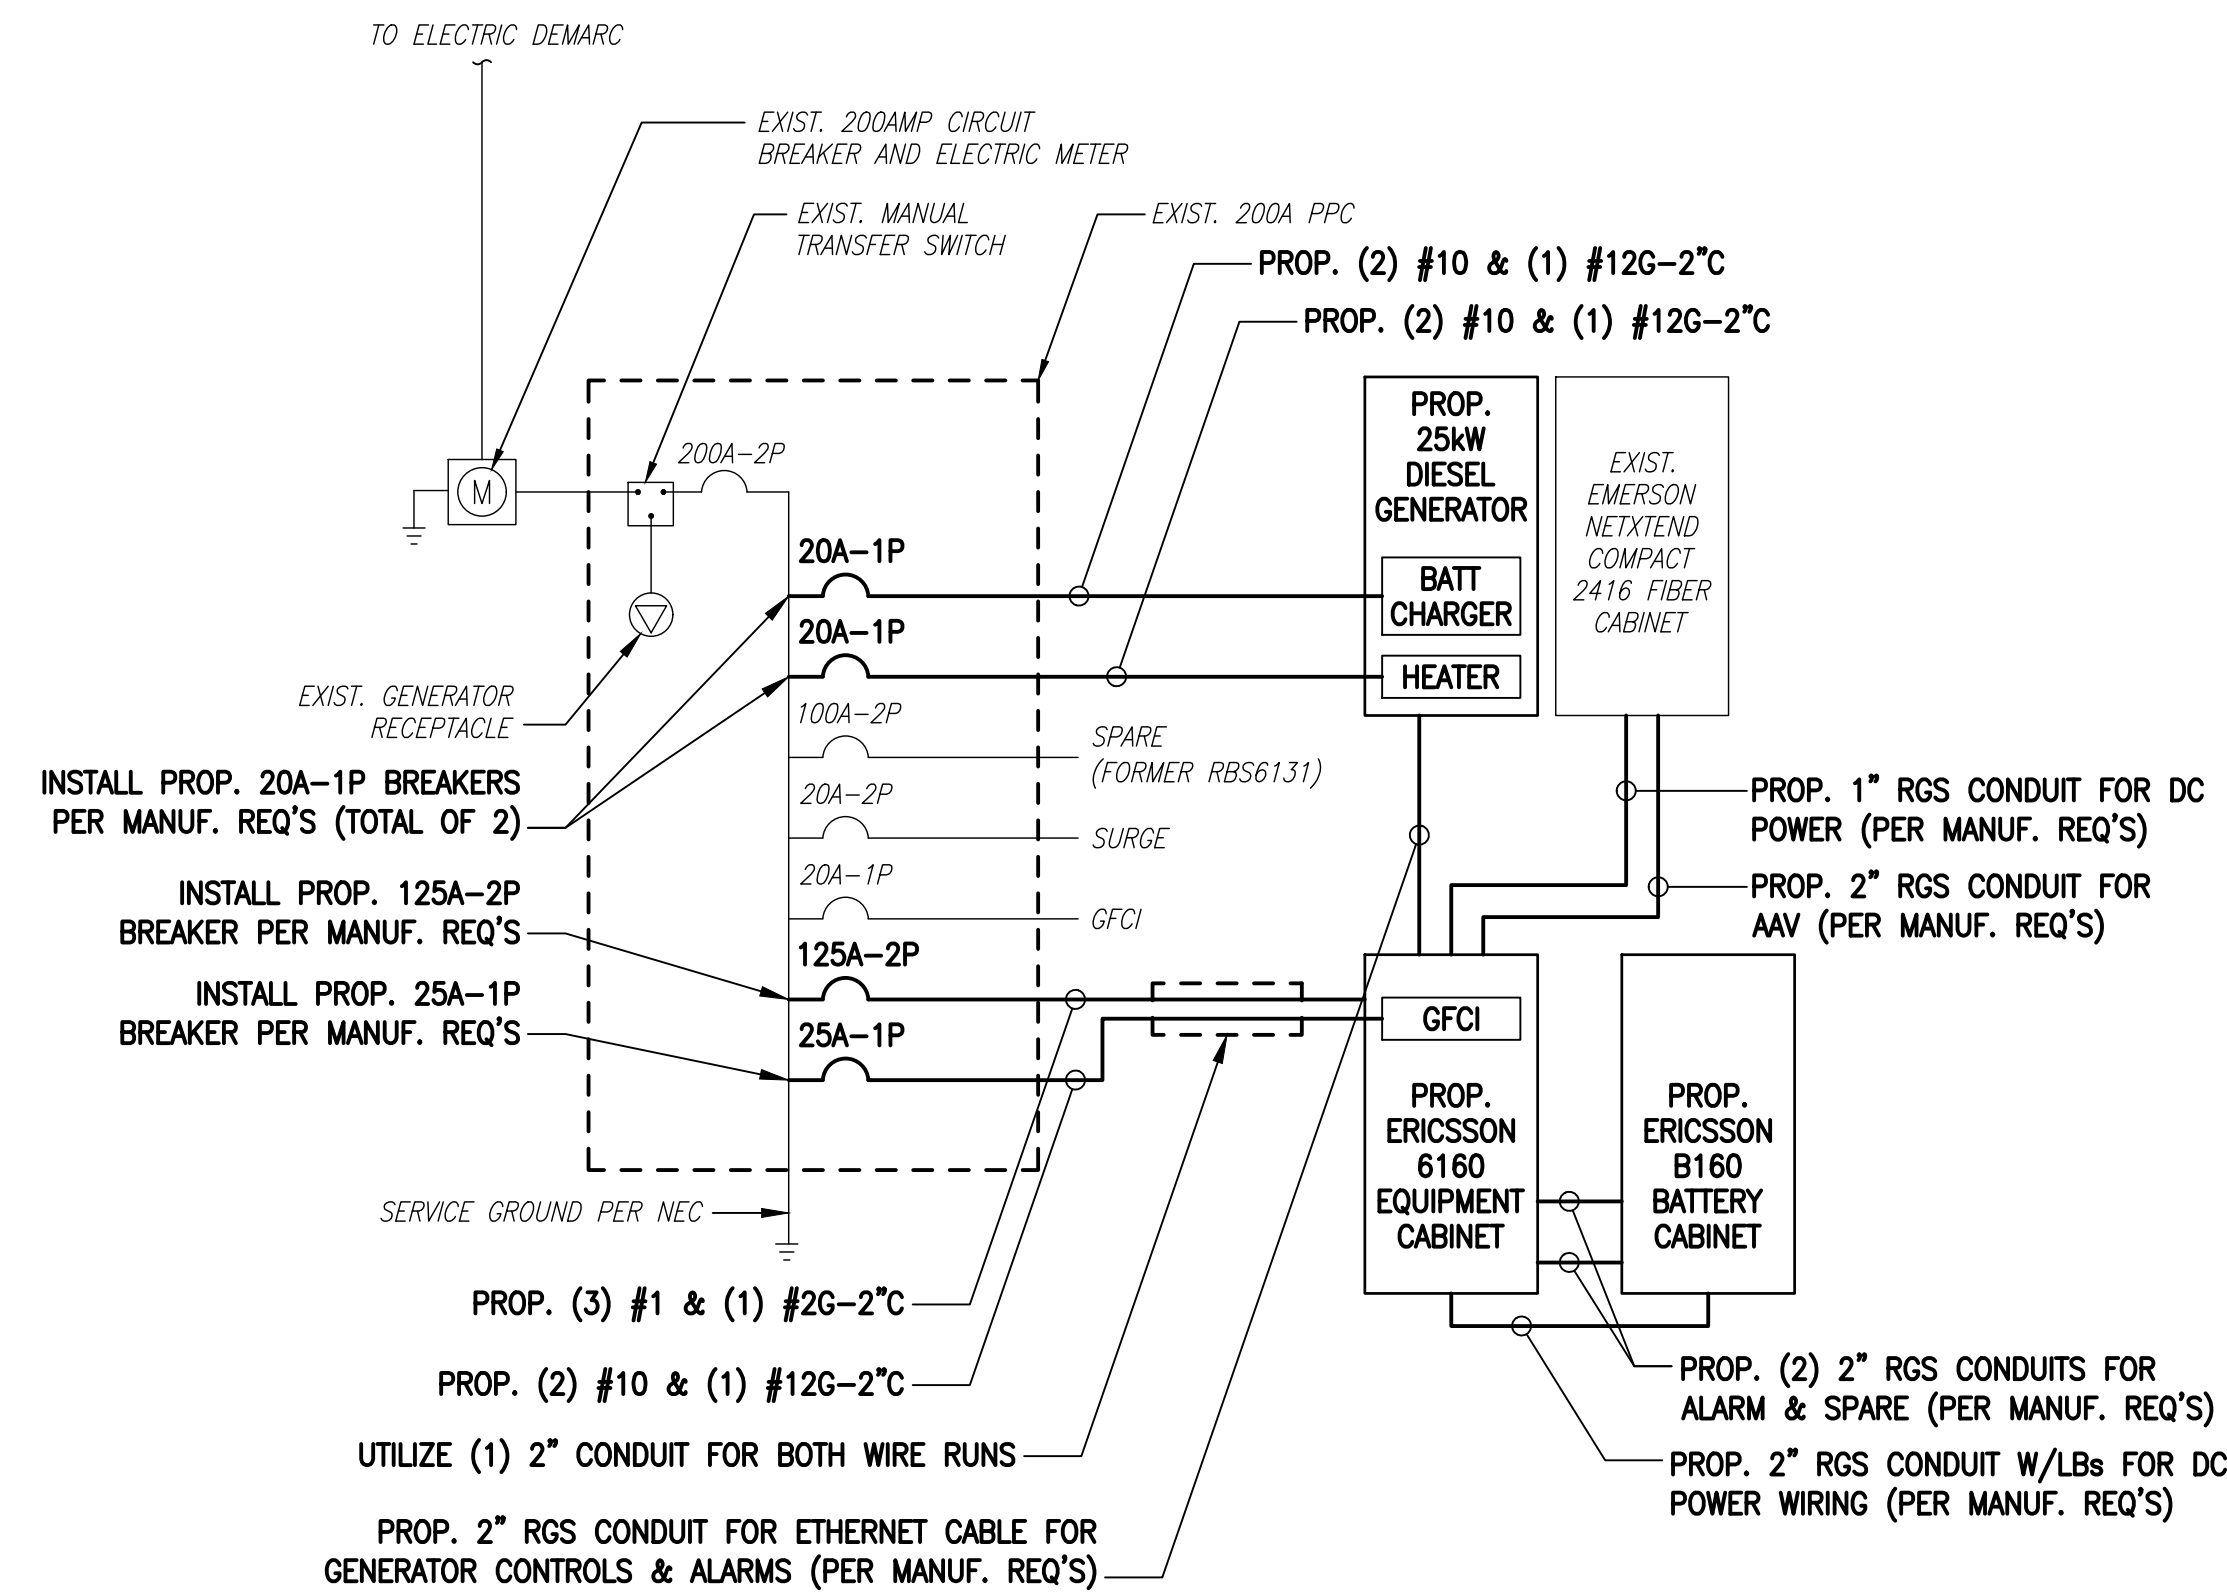 TO ELECTRIC DEMARC
EXIST. 200AMP CIRCUIT
BREAKER AND ELECTRIC METER
EXIST. MANUAL
TRANSFER SWITCH
EXIST. 200A PPC
PROP. (2) #10 & (1) #12G-2"C
PROP. (2) #10 & (1) #12G-2"C
M
200A-2P
20A-1P
20A-1P
100A-2P
SPARE
(FORMER RBS6131)
20A-2P
SURGE
20A-1P
GFCI
125A-2P
25A-1P
EXIST. GENERATOR
RECEPTACLE
INSTALL PROP. 20A-1P BREAKERS
PER MANUF. REQ'S (TOTAL OF 2)
INSTALL PROP. 125A-2P
BREAKER PER MANUF. REQ'S
INSTALL PROP. 25A-1P
BREAKER PER MANUF. REQ'S
SERVICE GROUND PER NEC
PROP.
25kW
DIESEL
GENERATOR
BATT
CHARGER
HEATER
EXIST.
EMERSON
NETXTEND
COMPACT
2416 FIBER
CABINET
PROP. 1" RGS CONDUIT FOR DC
POWER (PER MANUF. REQ'S)
PROP. 2" RGS CONDUIT FOR
AAV (PER MANUF. REQ'S)
GFCI
PROP.
ERICSSON
6160
EQUIPMENT
CABINET
PROP.
ERICSSON
B160
BATTERY
CABINET
PROP. (3) #1 & (1) #2G-2"C
PROP. (2) #10 & (1) #12G-2"C
UTILIZE (1) 2" CONDUIT FOR BOTH WIRE RUNS
PROP. 2" RGS CONDUIT FOR ETHERNET CABLE FOR
GENERATOR CONTROLS & ALARMS (PER MANUF. REQ'S)
PROP. (2) 2" RGS CONDUITS FOR
ALARM & SPARE (PER MANUF. REQ'S)
PROP. 2" RGS CONDUIT W/LBs FOR DC
POWER WIRING (PER MANUF. REQ'S)